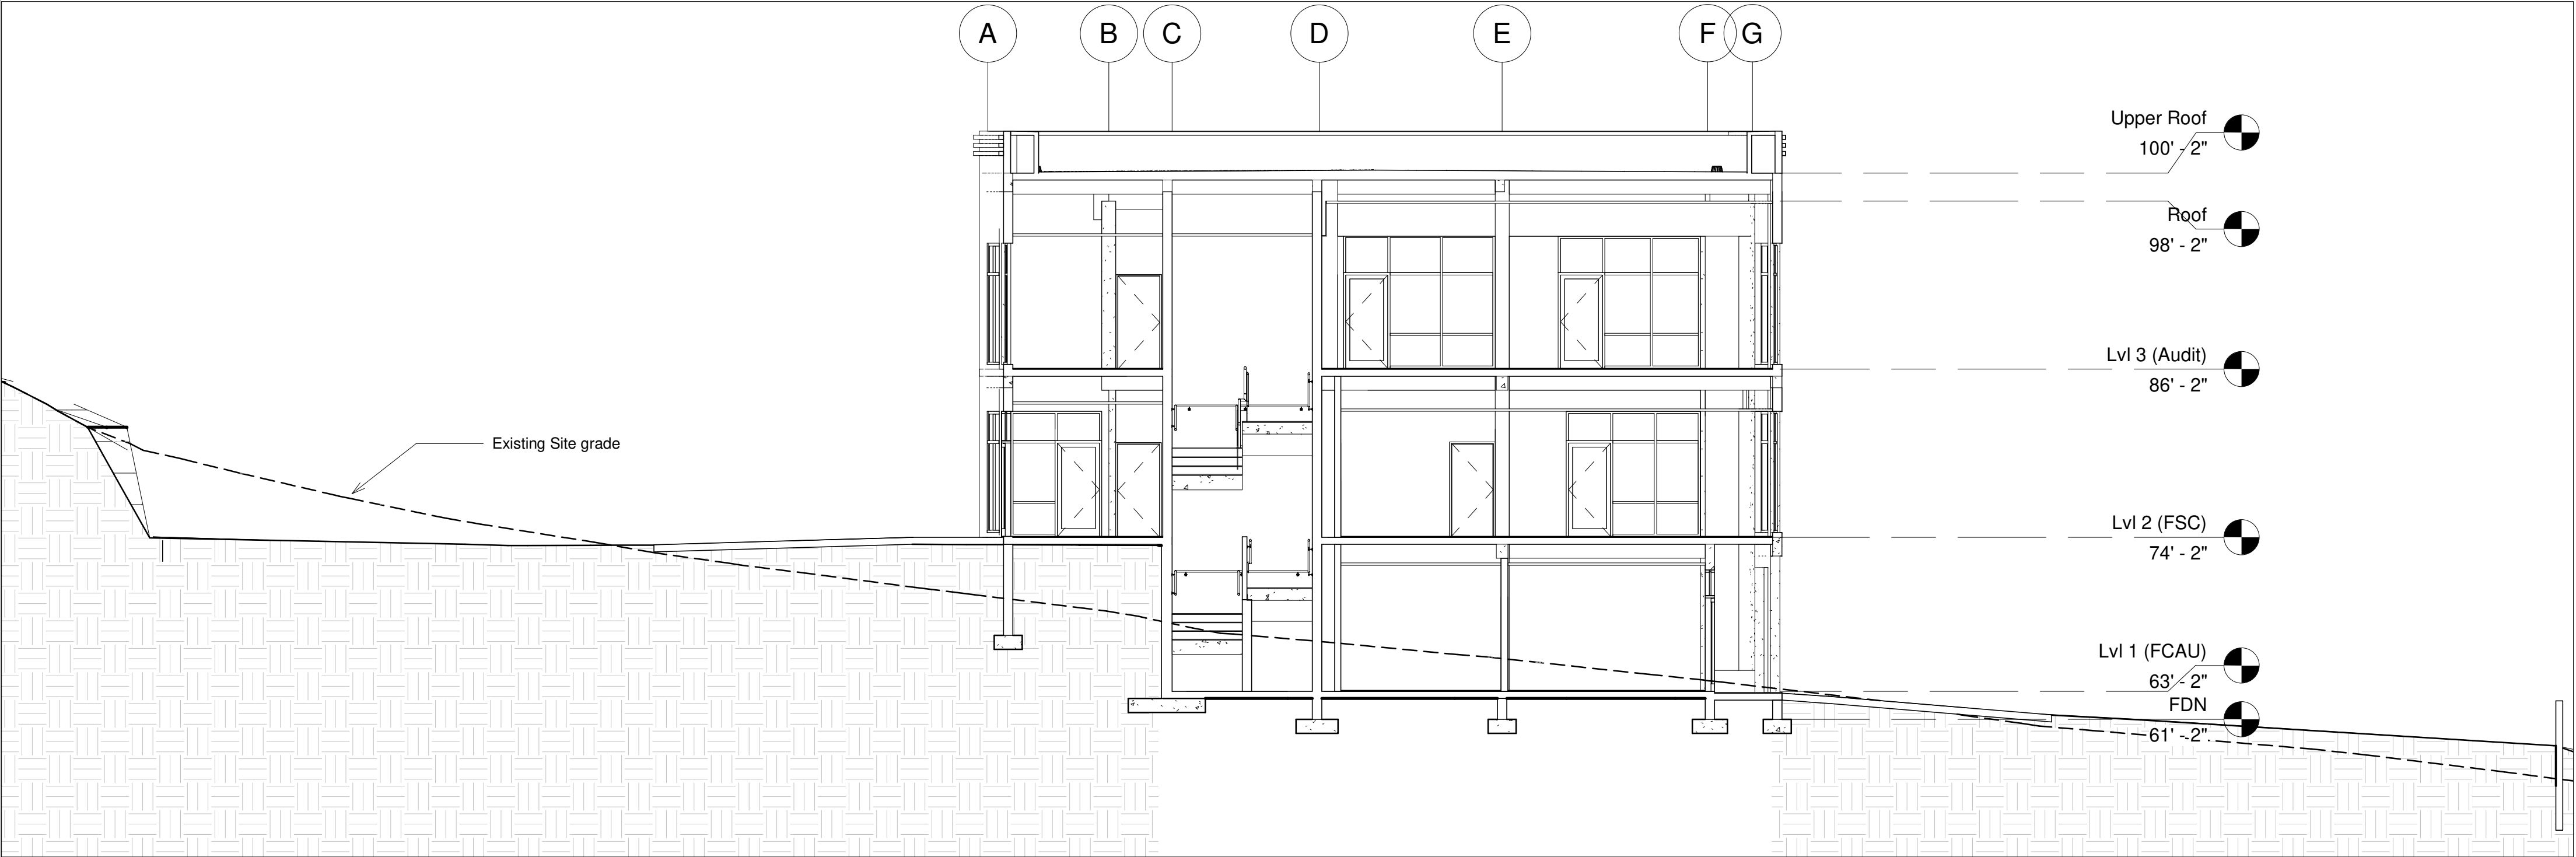 A B C D E F G
Upper Roof
100' - 2"
Roof
98' - 2"
Lvl 3 (Audit)
86' - 2"
Existing Site grade
Lvl 2 (FSC)
74' - 2"
Lvl 1 (FCAU)
63' - 2"
FDN
61' - 2"